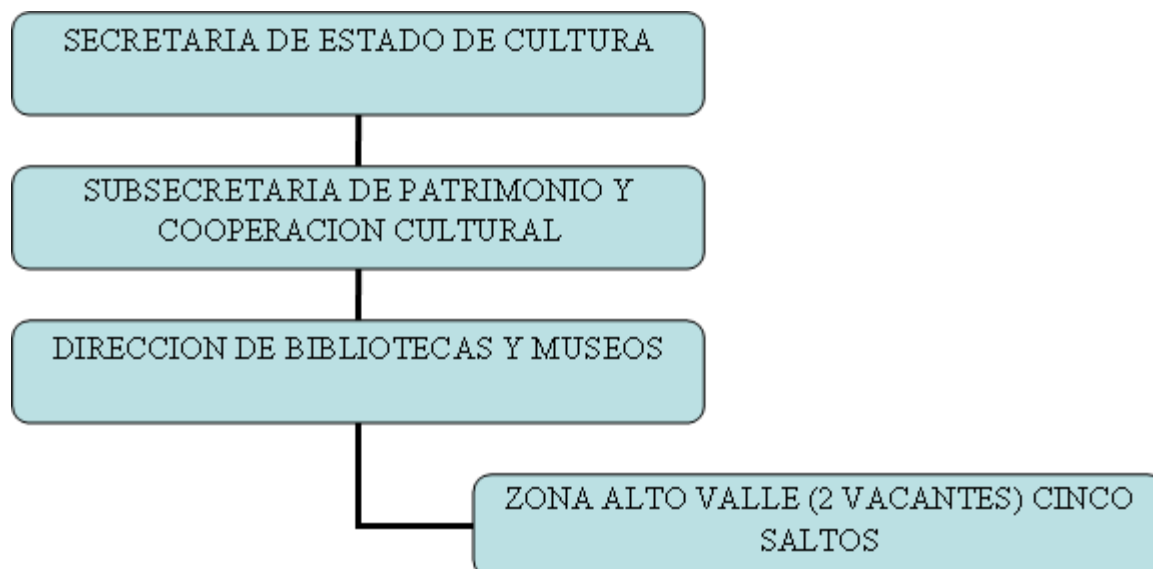 SECRETARIA DE ESTADO DE CULTURA
SUBSECRETARIA DE PATRIMONIO Y
COOPERACION CULTURAL
DIRECCION DE BIBLIOTECAS Y MUSEOS
ZONA ALTO VALLE (2 VACANTES) CINCO
SALTOS